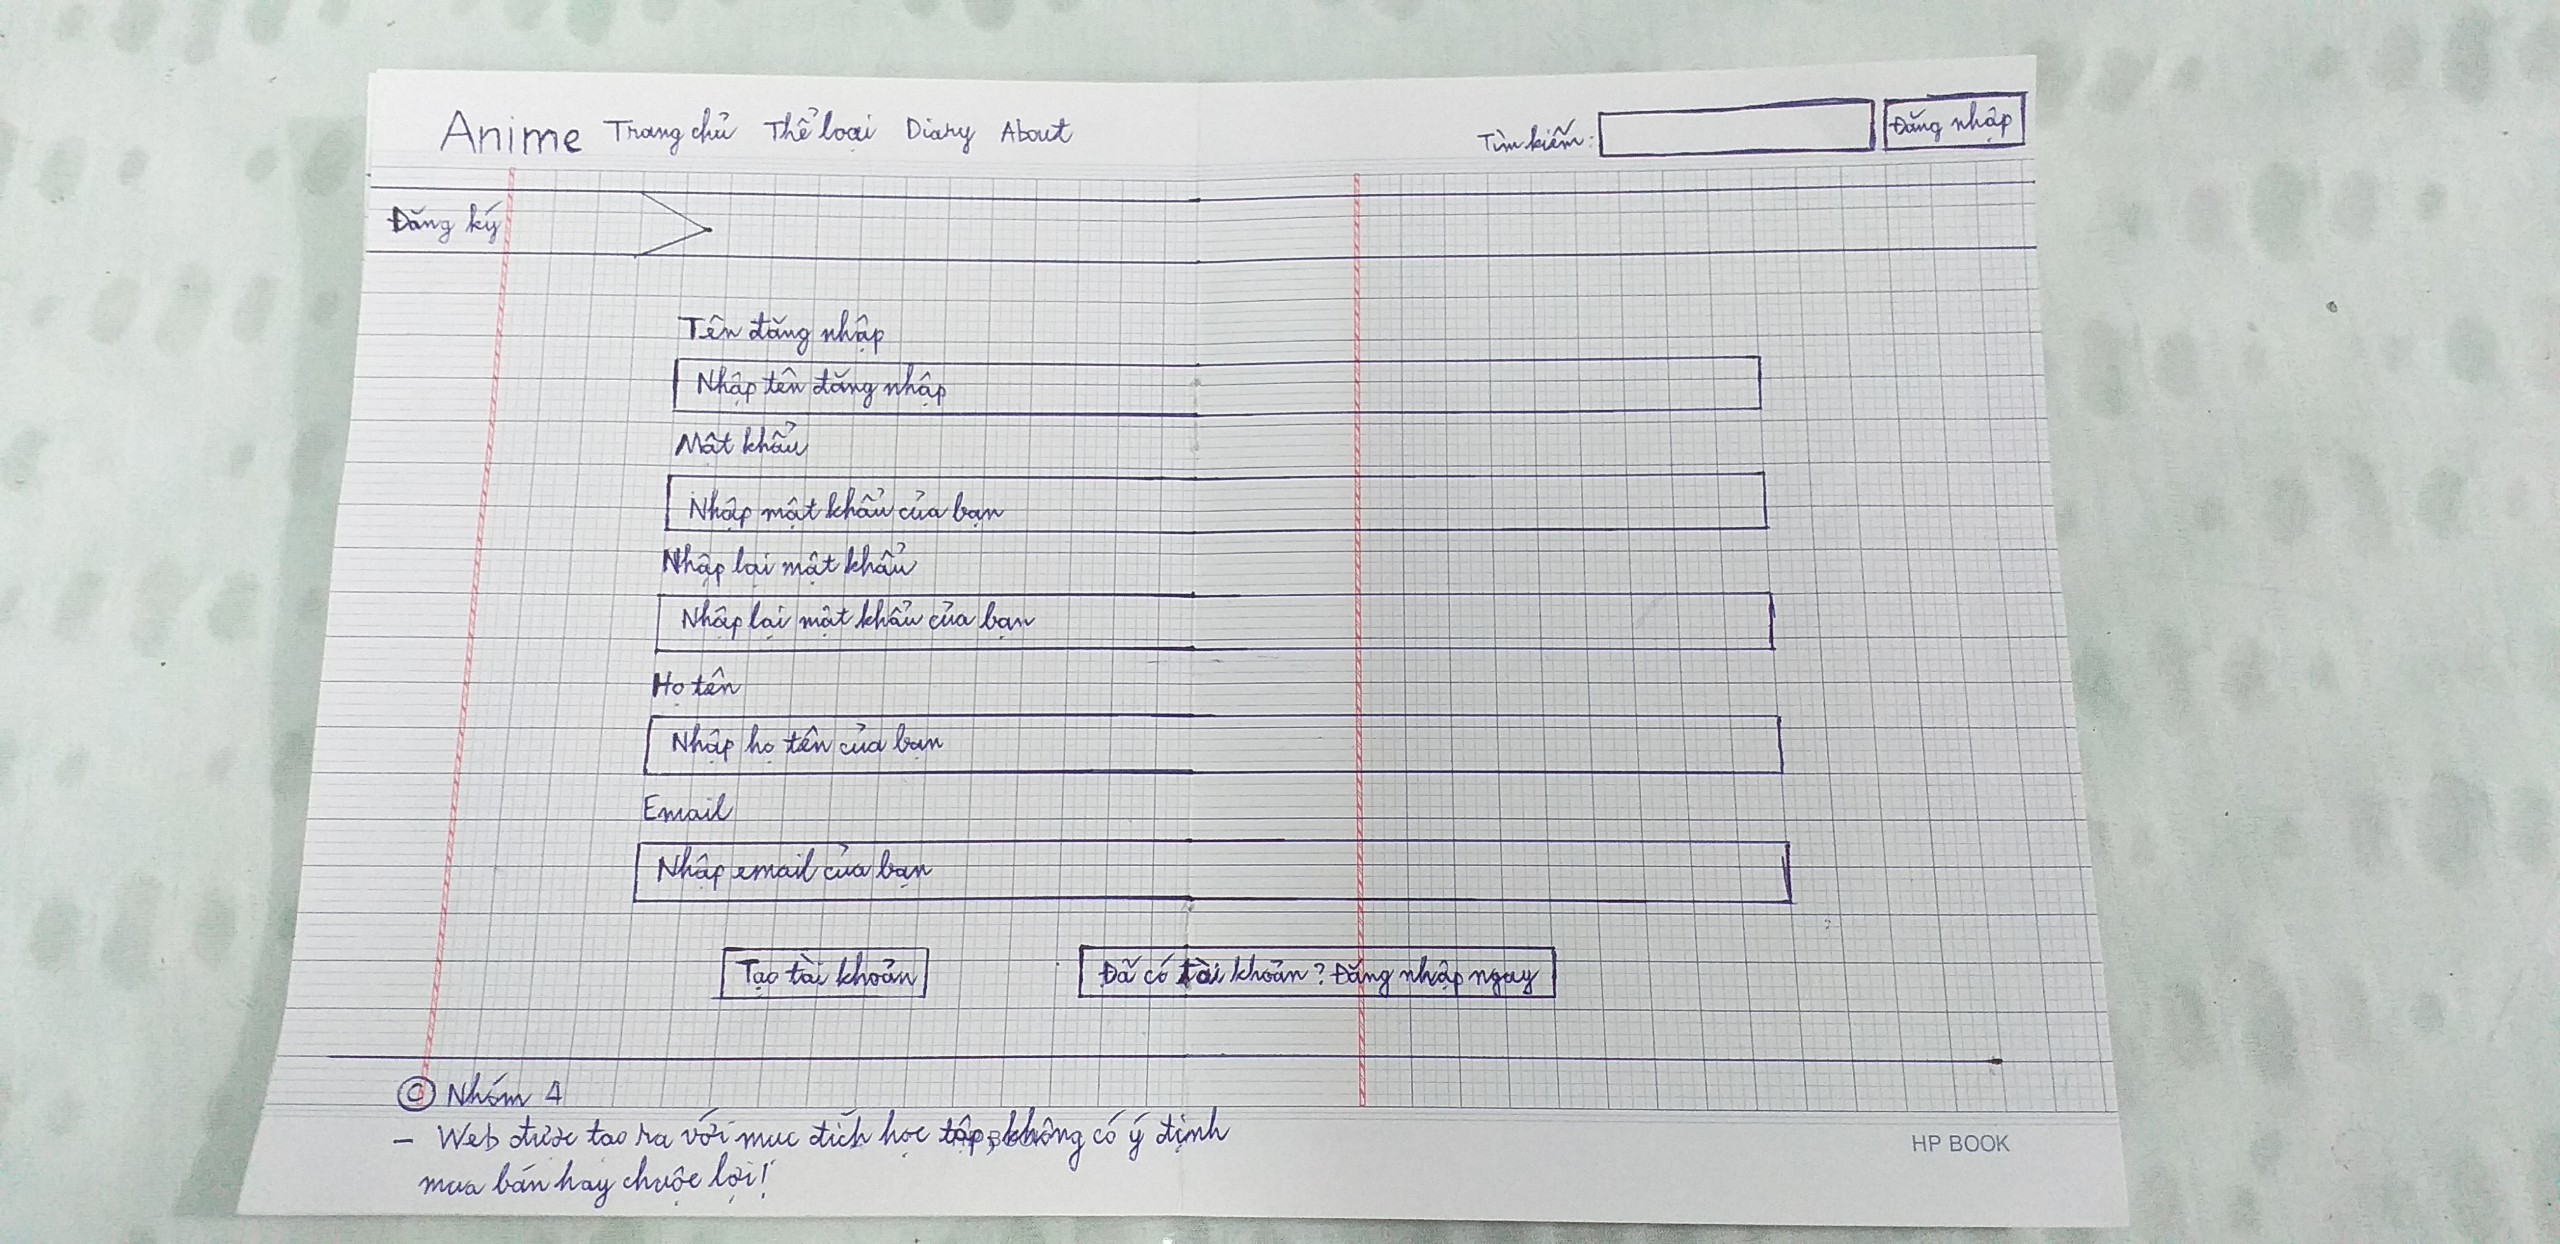 Anime Trang chủ Thể loại Diary About Tìm kiếm: Đăng nhập
Đăng ký
Tên đăng nhập
Nhập tên đăng nhập
Mật khẩu
Nhập mật khẩu của bạn
Nhập lại mật khẩu
Nhập lại mật khẩu của bạn
Họ tên
Nhập họ tên của bạn
Email
Nhập email của bạn
Tạo tài khoản Đã có tài khoản? Đăng nhập ngay
© Nhóm 4
- Web được tạo ra với mục đích học tập, không có ý định
mua bán hay chuộc lợi!
HP BOOK